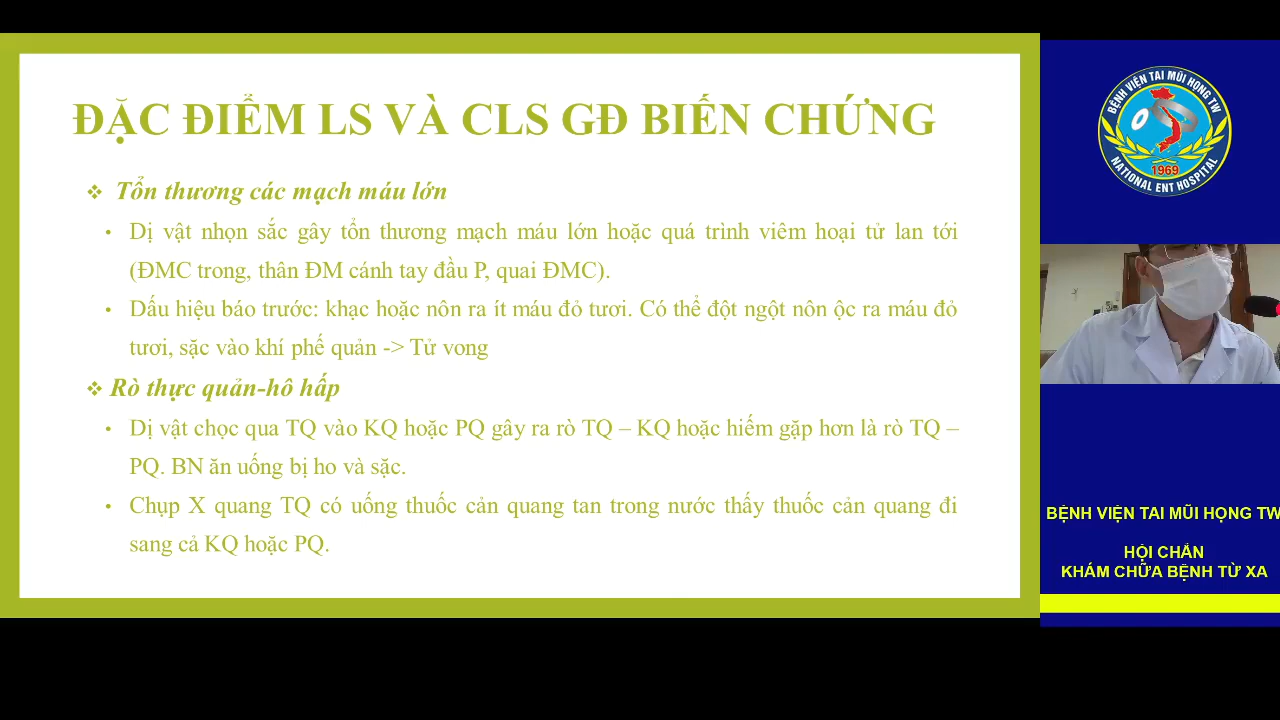 ĐẶC ĐIỂM LS VÀ CLS GĐ BIẾN CHỨNG
❖ Tổn thương các mạch máu lớn
• Dị vật nhọn sắc gây tổn thương mạch máu lớn hoặc quá trình viêm hoại tử lan tới
(ĐMC trong, thân ĐM cánh tay đầu P, quai ĐMC).
• Dấu hiệu báo trước: khạc hoặc nôn ra ít máu đỏ tươi. Có thể đột ngột nôn ộc ra máu đỏ
tươi, sặc vào khí phế quản -> Tử vong
❖ Rò thực quản-hô hấp
• Dị vật chọc qua TQ vào KQ hoặc PQ gây ra rò TQ – KQ hoặc hiếm gặp hơn là rò TQ –
PQ. BN ăn uống bị ho và sặc.
• Chụp X quang TQ có uống thuốc cản quang tan trong nước thấy thuốc cản quang đi
sang cả KQ hoặc PQ.
BỆNH VIỆN TAI MŨI HỌNG TW
1969
NATIONAL ENT HOSPITAL
BỆNH VIỆN TAI MŨI HỌNG TW
HỘI CHẨN
KHÁM CHỮA BỆNH TỪ XA